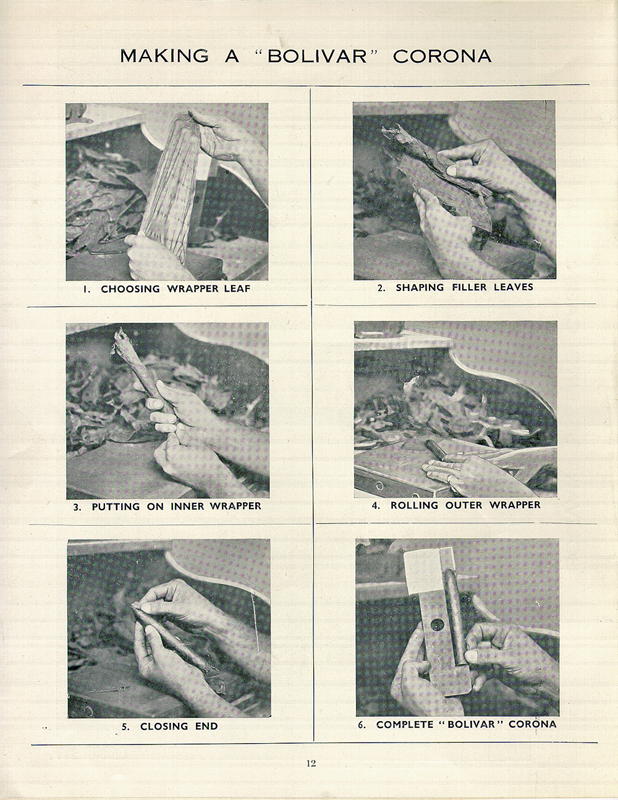 MAKING A "BOLIVAR" CORONA
1. CHOOSING WRAPPER LEAF
2. SHAPING FILLER LEAVES
3. PUTTING ON INNER WRAPPER
4. ROLLING OUTER WRAPPER
5. CLOSING END
6. COMPLETE "BOLIVAR" CORONA
12